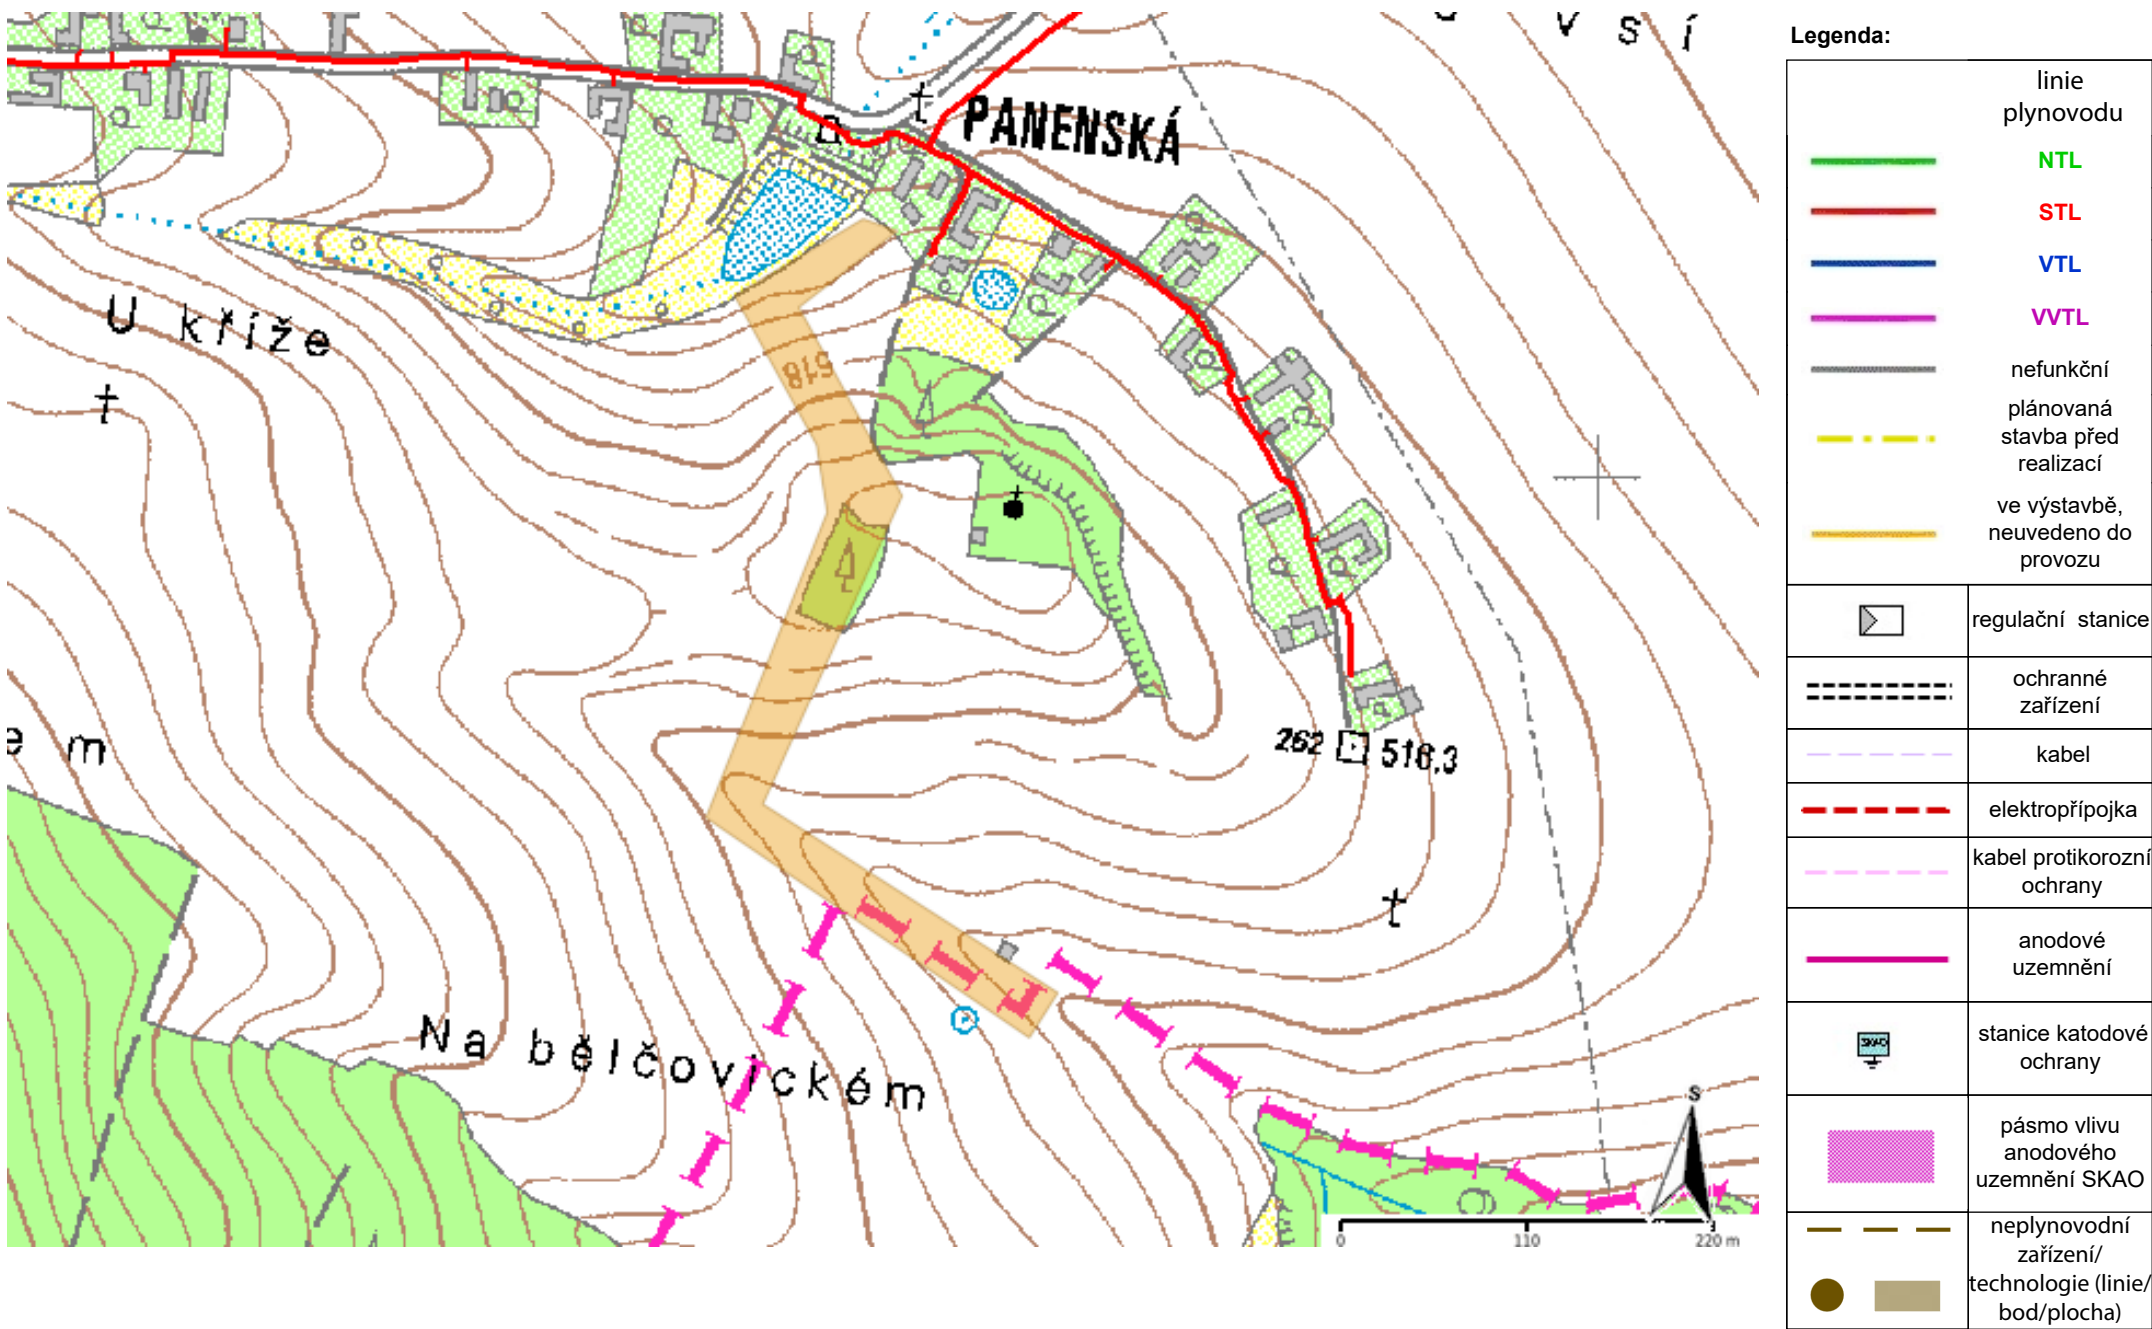 v s í
PANENSKÁ
U kříže
618
e m
262 516.3
Na bělčovickém
S
0 110 220 m
Legenda:
linie
plynovodu
NTL
STL
VTL
VVTL
nefunkční
plánovaná
stavba před
realizací
ve výstavbě,
neuvedeno do
provozu
regulační stanice
ochranné
zařízení
kabel
elektropřípojka
kabel protikorozní
ochrany
anodové
uzemnění
SKAO
stanice katodové
ochrany
pásmo vlivu
anodového
uzemnění SKAO
neplynovodní
zařízení/
technologie (linie/
bod/plocha)